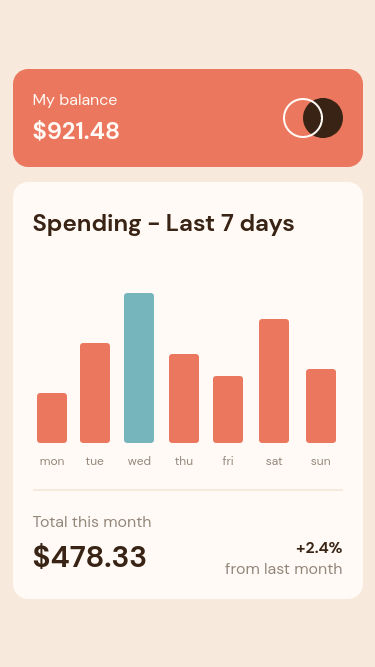 My balance
$921.48
Spending - Last 7 days
mon tue wed thu fri sat sun
Total this month
$478.33
+2.4%
from last month